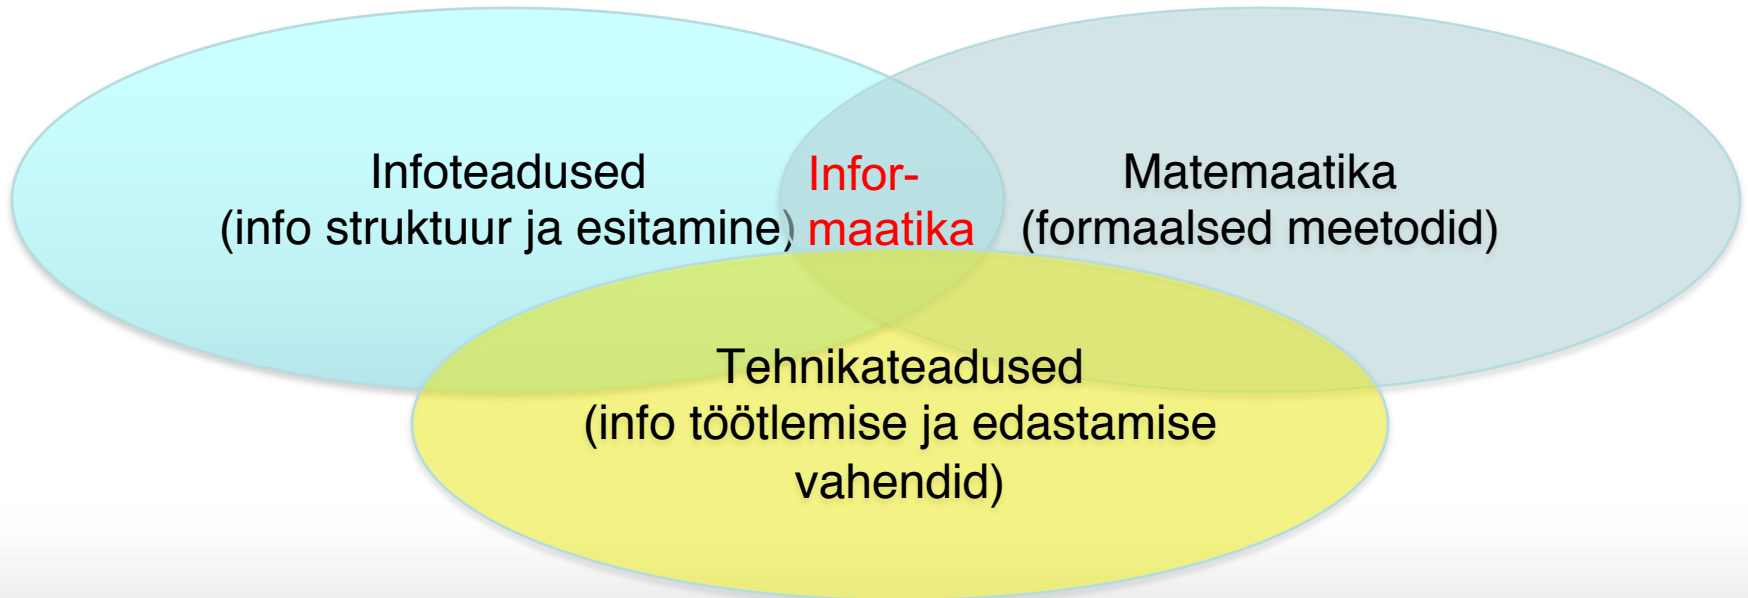 Infoteadused
(info struktuur ja esitamine)
Infor-
maatika
Matemaatika
(formaalsed meetodid)
Tehnikateadused
(info töötlemise ja edastamise
vahendid)